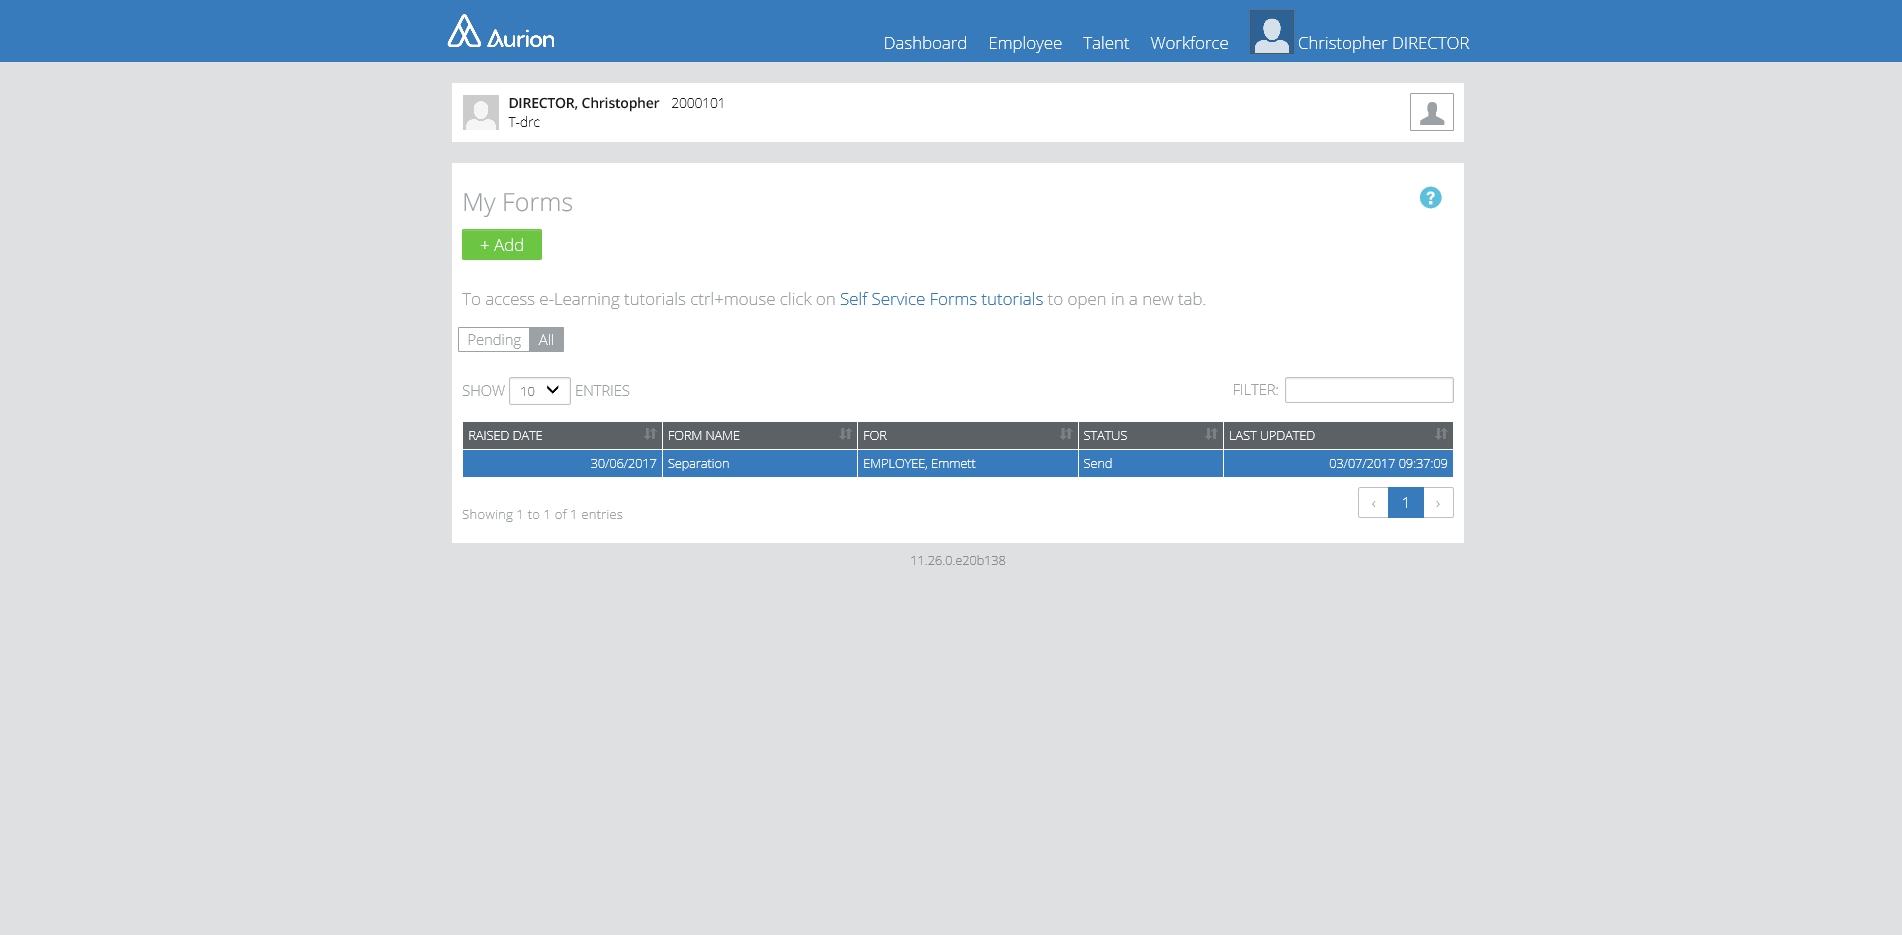 Aurion
Dashboard Employee Talent Workforce Christopher DIRECTOR
DIRECTOR, Christopher 2000101
T-drc
My Forms
?
+ Add
To access e-Learning tutorials ctrl+mouse click on Self Service Forms tutorials to open in a new tab.
Pending All
SHOW 10 ENTRIES FILTER:
RAISED DATE FORM NAME FOR STATUS LAST UPDATED
30/06/2017 Separation EMPLOYEE, Emmett Send 03/07/2017 09:37:09
‹ 1 ›
Showing 1 to 1 of 1 entries
11.26.0.e20b138